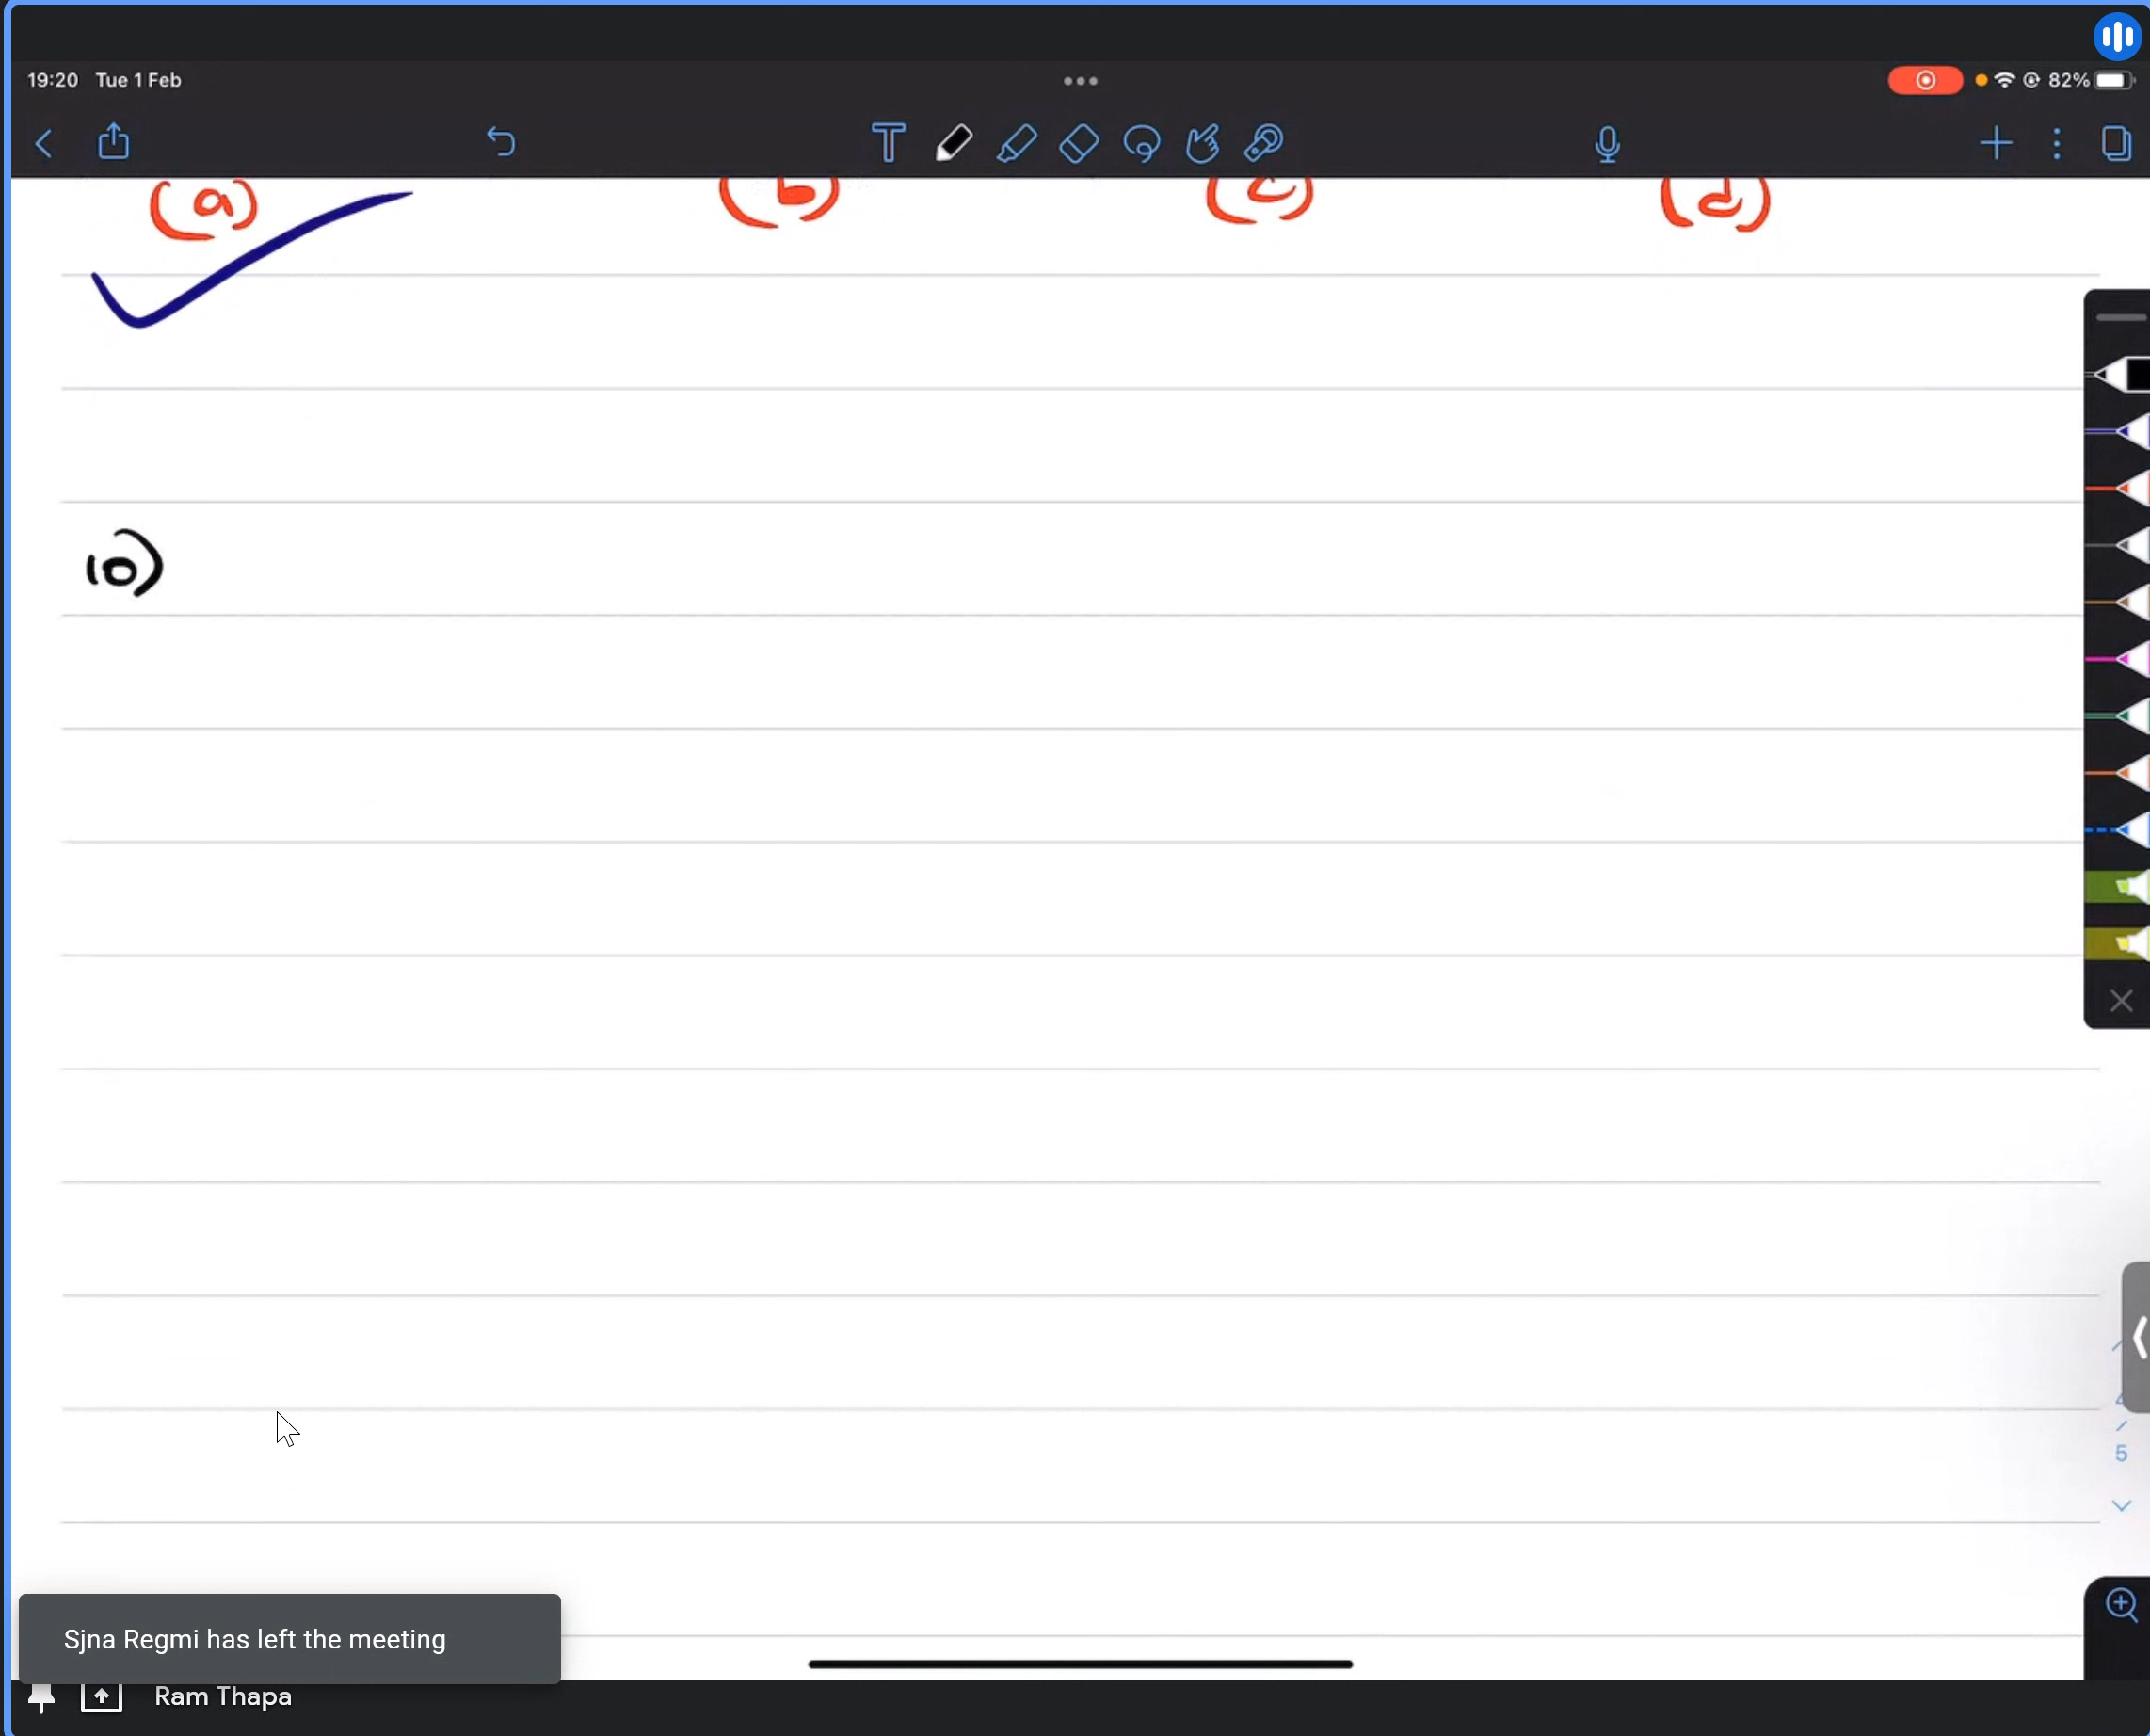 19:20 Tue 1 Feb 82%
T
(a) (b) (c) (d)
10)
5
Sjna Regmi has left the meeting
Ram Thapa